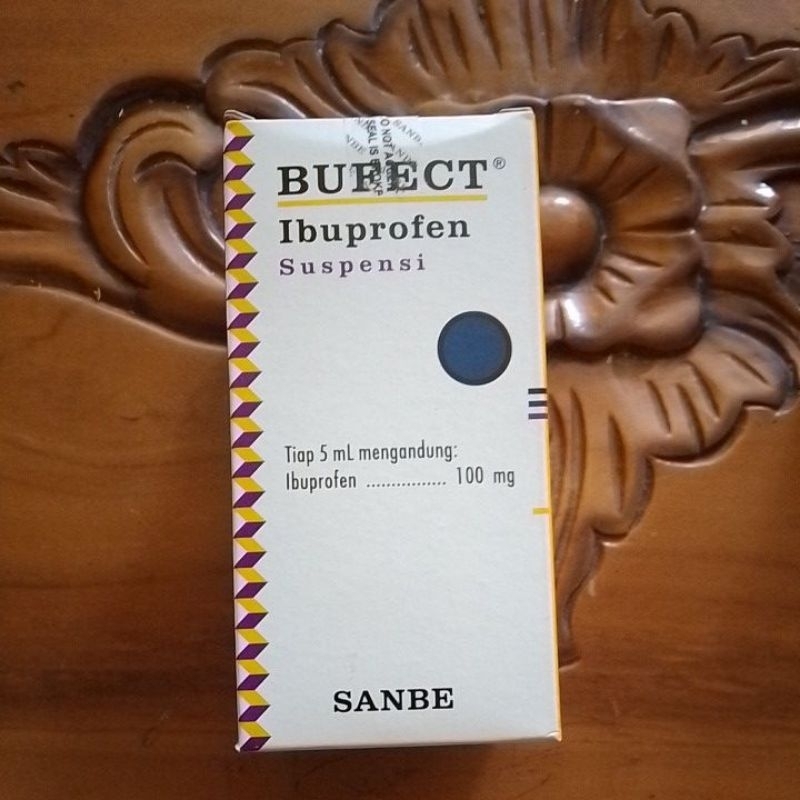 BUFECT®
Ibuprofen
Suspensi
Tiap 5 mL mengandung:
Ibuprofen ................ 100 mg
SANBE